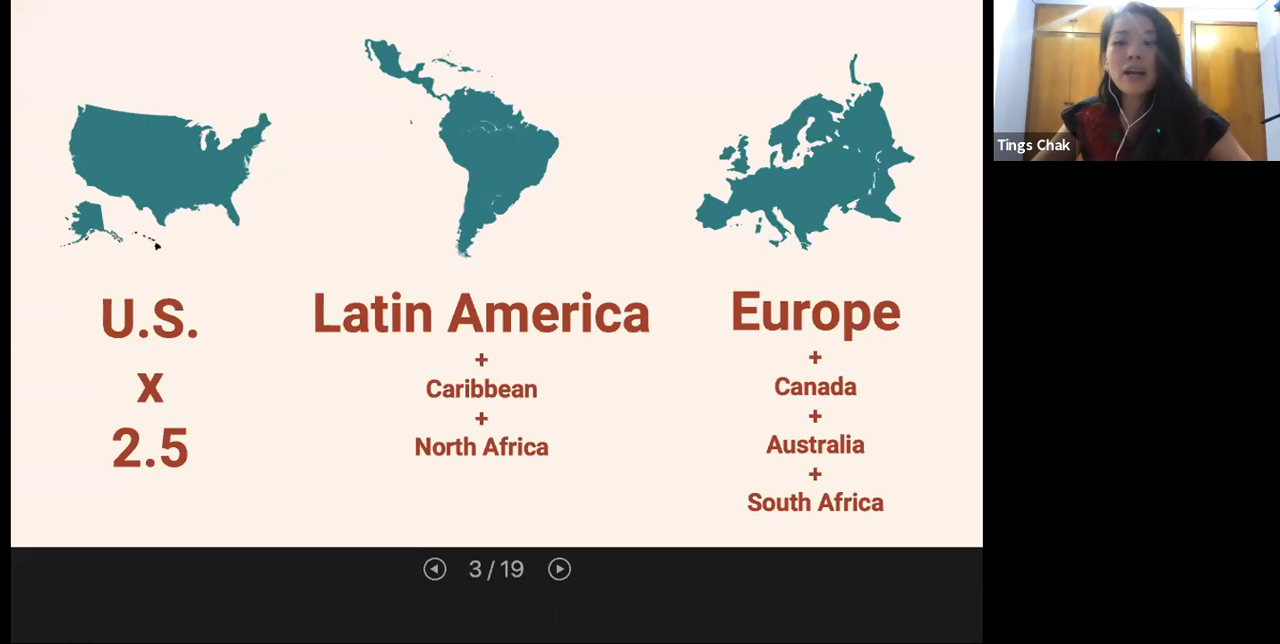 U.S.
x
2.5
Latin America
+
Caribbean
+
North Africa
Europe
+
Canada
+
Australia
+
South Africa
3 / 19
Tings Chak